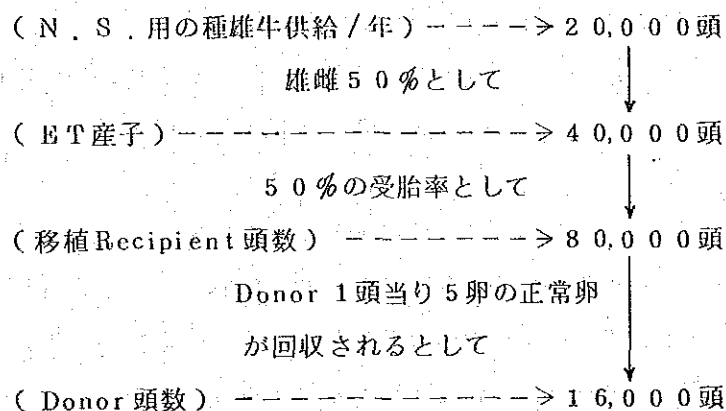 （N．S．用の種雄牛供給/年）----> 20,000頭
雄雌50%として
（ET産子）--------------> 40,000頭
50%の受胎率として
（移植Recipient頭数） -------> 80,000頭
Donor 1頭当り5卵の正常卵
が回収されるとして
（Donor頭数） -----------> 16,000頭